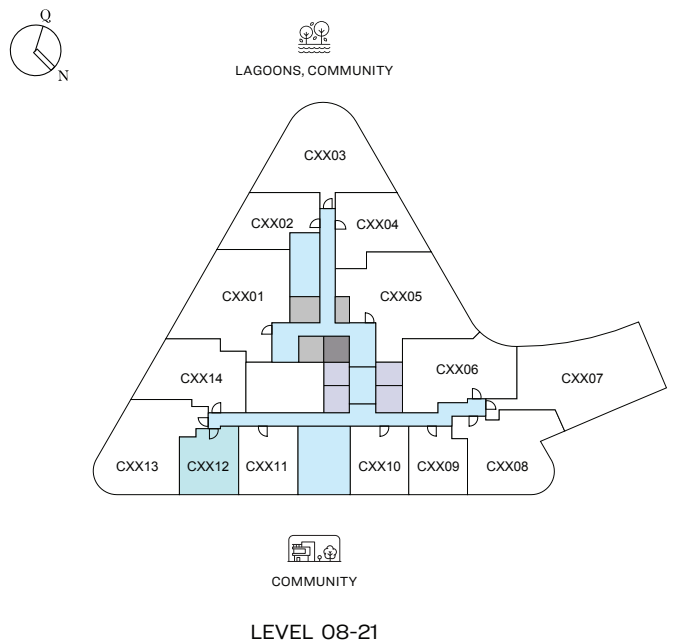 Q
N
LAGOONS, COMMUNITY
CXX03
CXX02
CXX04
CXX01
CXX05
CXX14
CXX06
CXX07
CXX13
CXX12
CXX11
CXX10
CXX09
CXX08
COMMUNITY
LEVEL 08-21